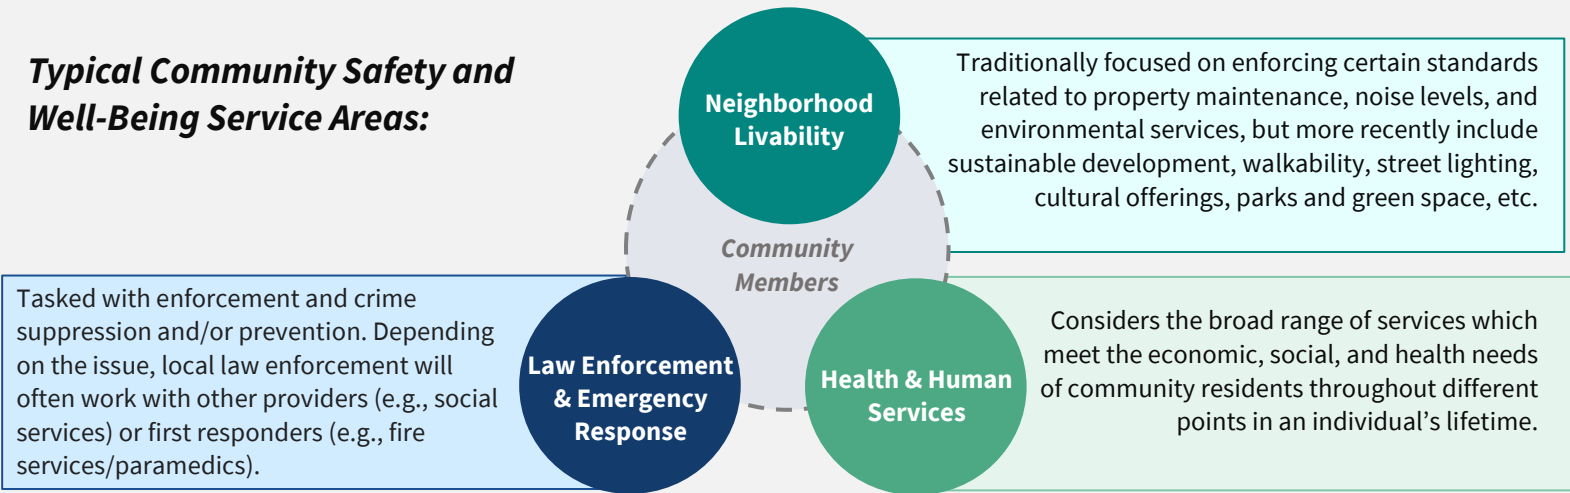 Typical Community Safety and
Well-Being Service Areas:
Neighborhood
Livability
Traditionally focused on enforcing certain standards
related to property maintenance, noise levels, and
environmental services, but more recently include
sustainable development, walkability, street lighting,
cultural offerings, parks and green space, etc.
Community
Members
Tasked with enforcement and crime
suppression and/or prevention. Depending
on the issue, local law enforcement will
often work with other providers (e.g., social
services) or first responders (e.g., fire
services/paramedics).
Law Enforcement
& Emergency
Response
Health & Human
Services
Considers the broad range of services which
meet the economic, social, and health needs
of community residents throughout different
points in an individual’s lifetime.